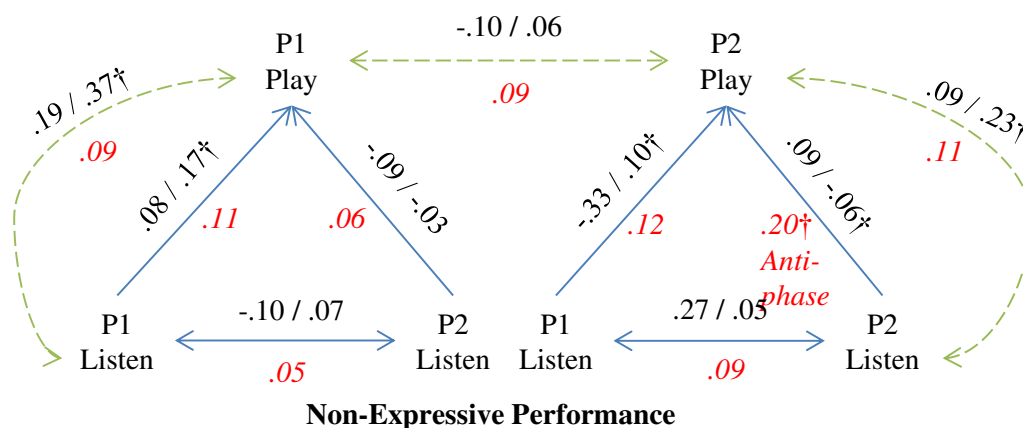 -.10 / .06
P1
Play
P2
Play
.09
.19 / .37†
.09
.09 / .23†
.11
.08 / .17†
.11
-.09 / -.03
.06
-.33 / .10†
.12
.09 / -.06†
.20†
Anti-
phase
P1
Listen
-.10 / .07
.05
P2
Listen
P1
Listen
.27 / .05
.09
P2
Listen
Non-Expressive Performance